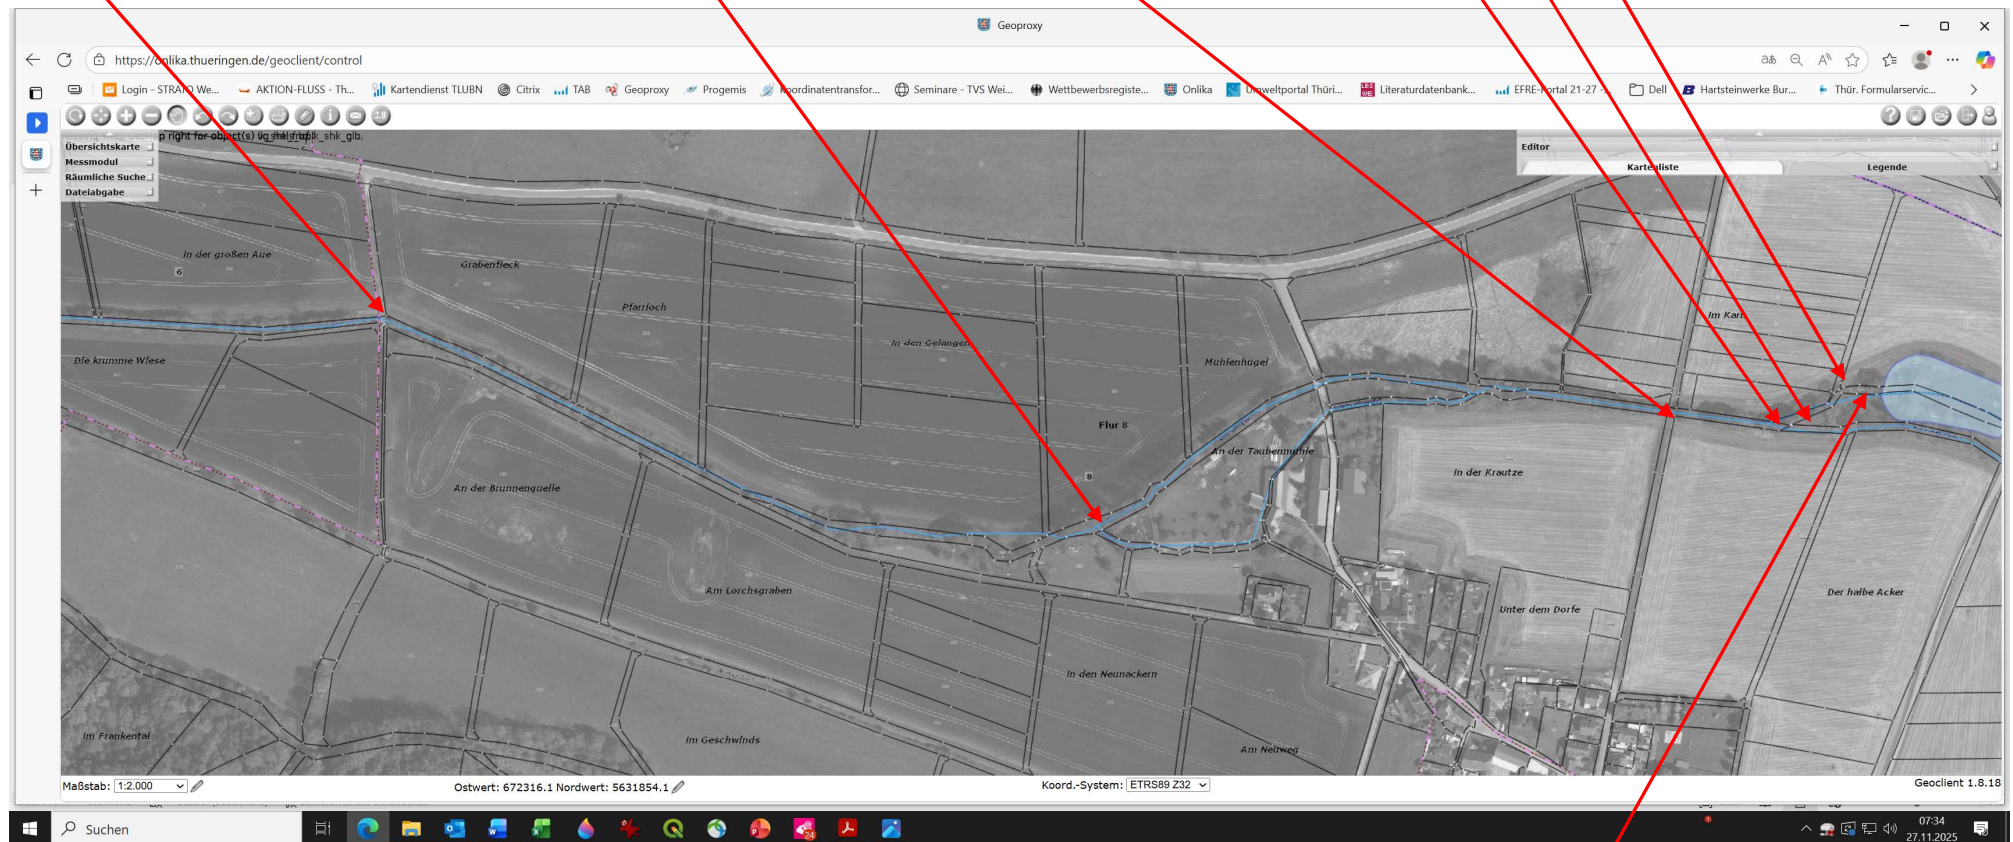 Geoproxy
https://onlika.thueringen.de/geoclient/control
Login - STRATO We...
AKTION-FLUSS - Th...
Kartendienst TLUBN
Citrix
TAB
Geoproxy
Progemis
Koordinatentransfor...
Seminare - TVS Wei...
Wettbewerbsregiste...
Onlika
Umweltportal Thüri...
Literaturdatenbank...
EFRE-Portal 21-27 -...
Dell
Hartsteinwerke Bur...
Thür. Formularservic...
2.0
Übersichtskarte
Messmodul
Räumliche Suche
Dateiabgabe
Editor
Kartenliste
Legende
In der großen Aue
6
Grabenfleck
Pfarrloch
In den Gelangen
Mühlenhügel
Im Karn
Die krumme Wiese
Flur 8
8
An der Taubenmühle
In der Krautze
An der Brunnenquelle
Am Lorchsgraben
Unter dem Dorfe
Der halbe Acker
In den Neunackern
Im Frankental
Im Geschwinds
Am Neuweg
Maßstab: 1:2.000
Ostwert: 672316.1 Nordwert: 5631854.1
Koord.-System: ETRS89 Z32
Geoclient 1.8.18
Suchen
24
07:34
27.11.2025